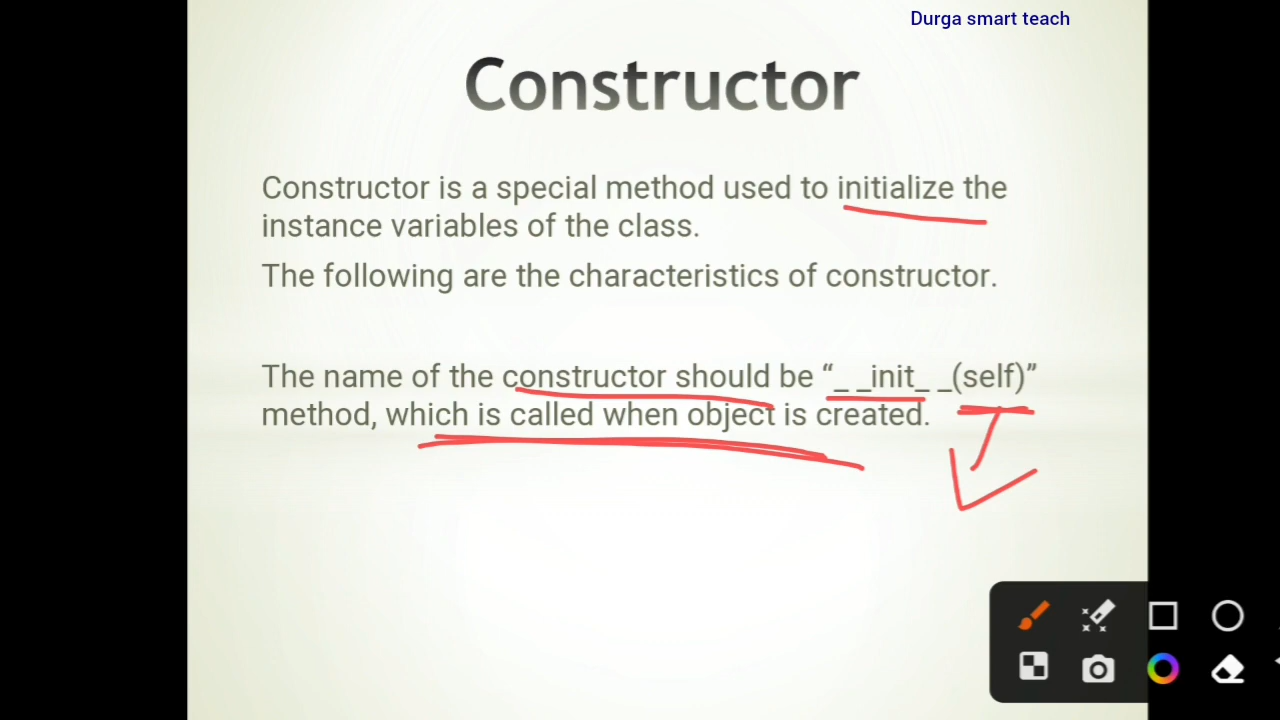 Durga smart teach
Constructor
Constructor is a special method used to initialize the
instance variables of the class.
The following are the characteristics of constructor.
The name of the constructor should be “_ _init_ _(self)”
method, which is called when object is created.